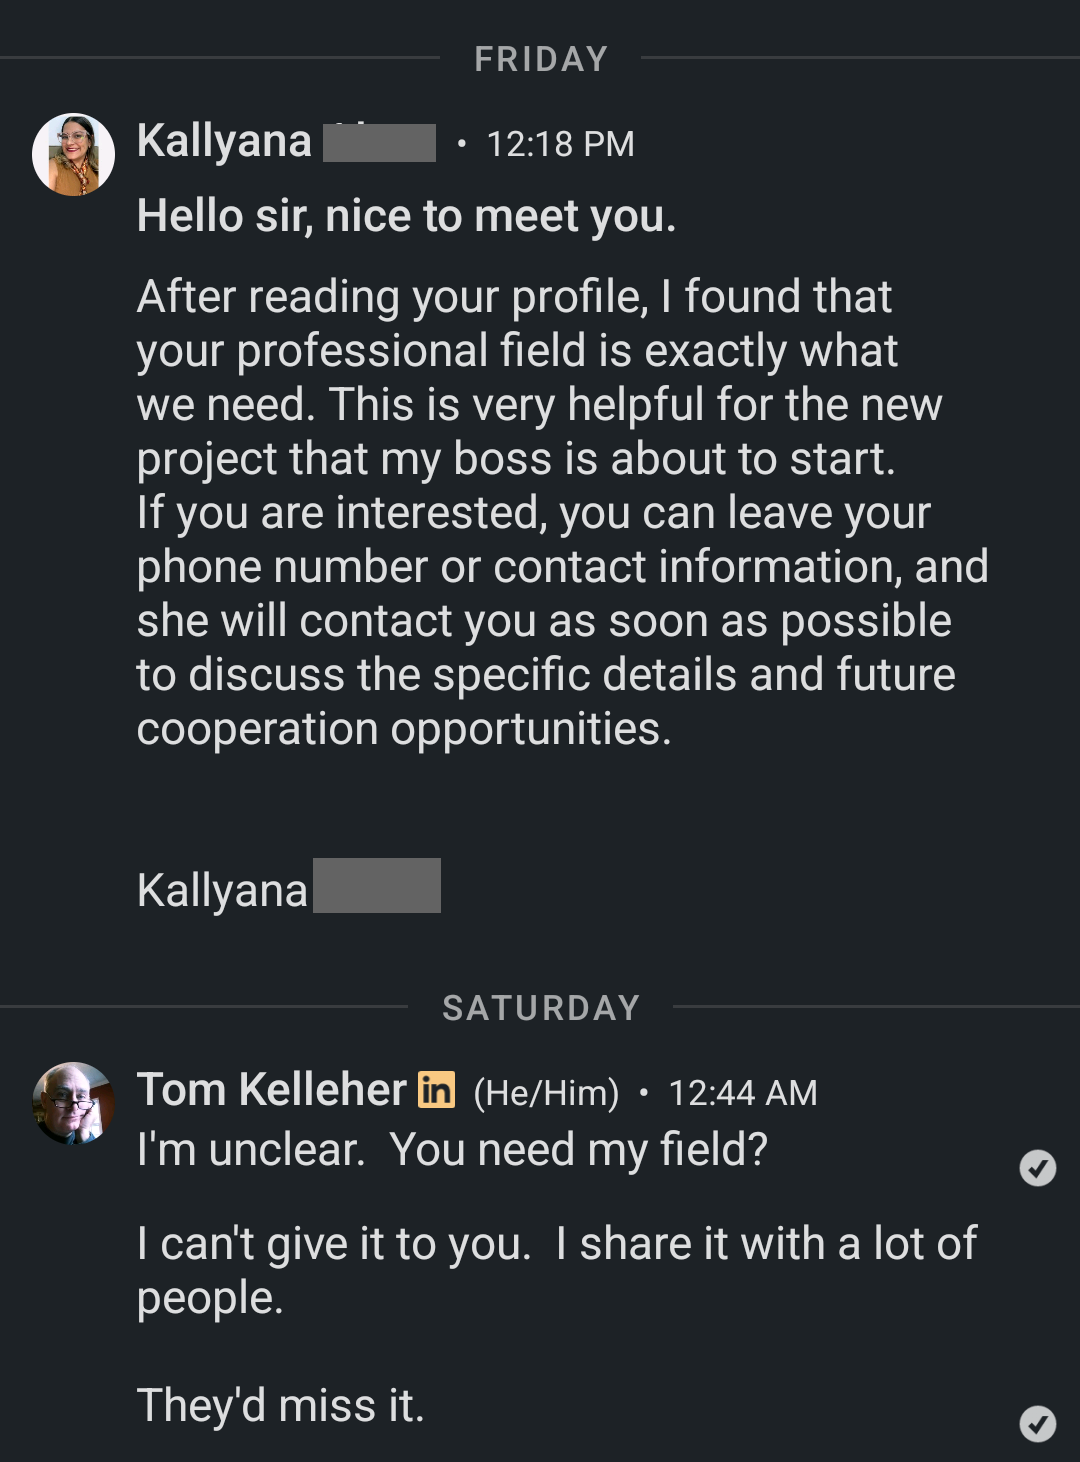 FRIDAY
Kallyana • 12:18 PM
Hello sir, nice to meet you.
After reading your profile, I found that
your professional field is exactly what
we need. This is very helpful for the new
project that my boss is about to start.
If you are interested, you can leave your
phone number or contact information, and
she will contact you as soon as possible
to discuss the specific details and future
cooperation opportunities.
Kallyana
SATURDAY
Tom Kelleher in (He/Him) • 12:44 AM
I'm unclear.  You need my field?
I can't give it to you.  I share it with a lot of
people.
They'd miss it.